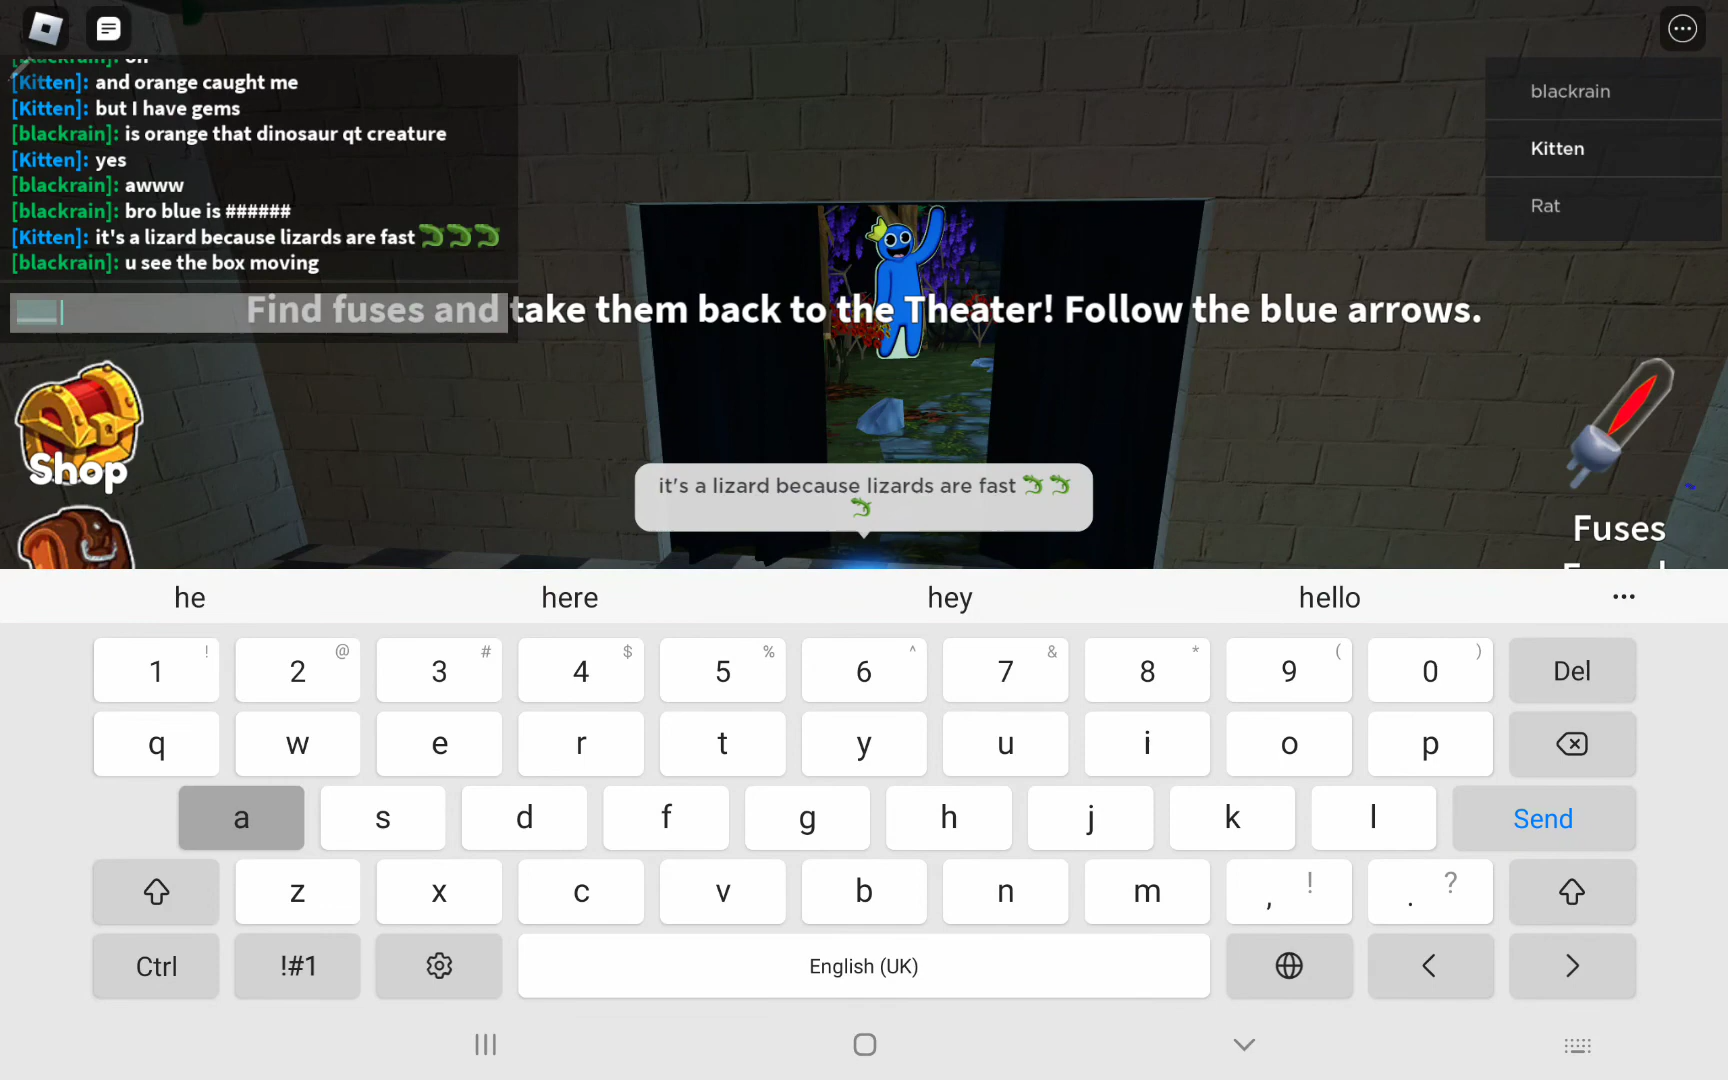 [Kitten]: and orange caught me
[Kitten]: but I have gems
[blackrain]: is orange that dinosaur qt creature
[Kitten]: yes
[blackrain]: awww
[blackrain]: bro blue is ######
[Kitten]: it's a lizard because lizards are fast 🦎🦎🦎
[blackrain]: u see the box moving
blackrain
Kitten
Rat
Find fuses and take them back to the Theater! Follow the blue arrows.
Shop
it's a lizard because lizards are fast 🦎🦎
🦎
Fuses
he here hey hello ...
1 ! 2 @ 3 # 4 $ 5 % 6 ^ 7 & 8 * 9 ( 0 ) Del
q w e r t y u i o p
a s d f g h j k l Send
z x c v b n m , ! . ?
Ctrl !#1 English (UK) < >